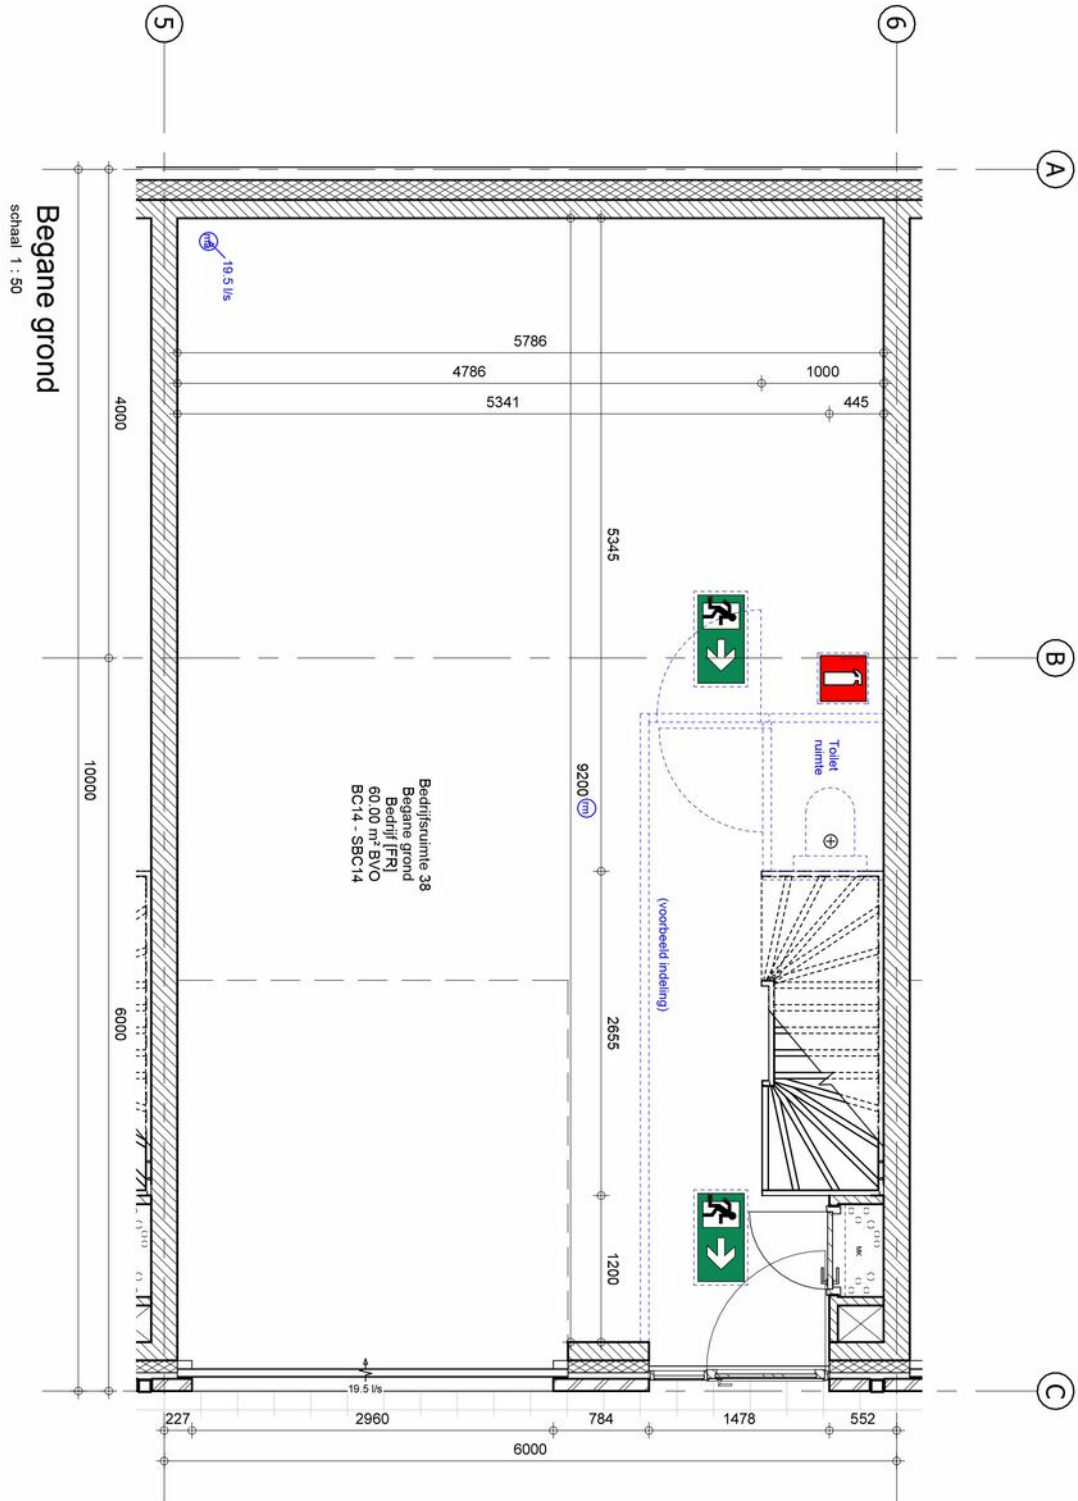 5
6
A
B
C
Begane grond
schaal 1 : 50
19.5 l/s
5786
4786
1000
5341
445
4000
10000
6000
5345
9200
rm
2655
1200
Toilet
ruimte
(voorbeeld indeling)
Bedrijfsruimte 38
Begane grond
Bedrijf [FR]
60.00 m² BVO
BC14 - SBC14
MK
19.5 l/s
227
2960
784
1478
552
6000